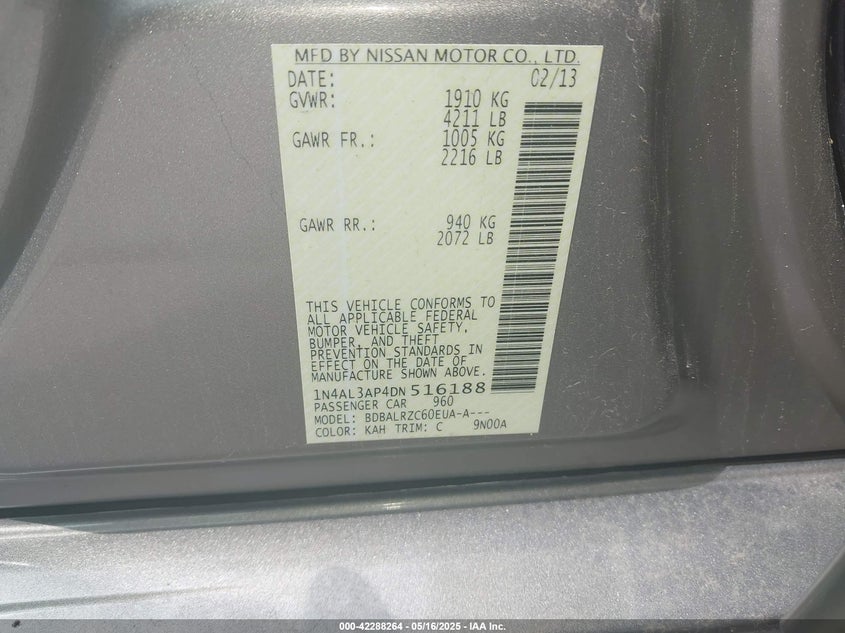 MFD BY NISSAN MOTOR CO., LTD.
DATE: 02/13
GVWR: 1910 KG
4211 LB
GAWR FR.: 1005 KG
2216 LB
GAWR RR.: 940 KG
2072 LB
THIS VEHICLE CONFORMS TO
ALL APPLICABLE FEDERAL
MOTOR VEHICLE SAFETY,
BUMPER, AND THEFT
PREVENTION STANDARDS IN
EFFECT ON THE DATE OF
MANUFACTURE SHOWN ABOVE.
1N4AL3AP4DN516188
PASSENGER CAR 960
MODEL: BDBALRZC60EUA-A---
COLOR: KAH TRIM: C 9N00A
000-42288264 - 05/16/2025 - IAA Inc.